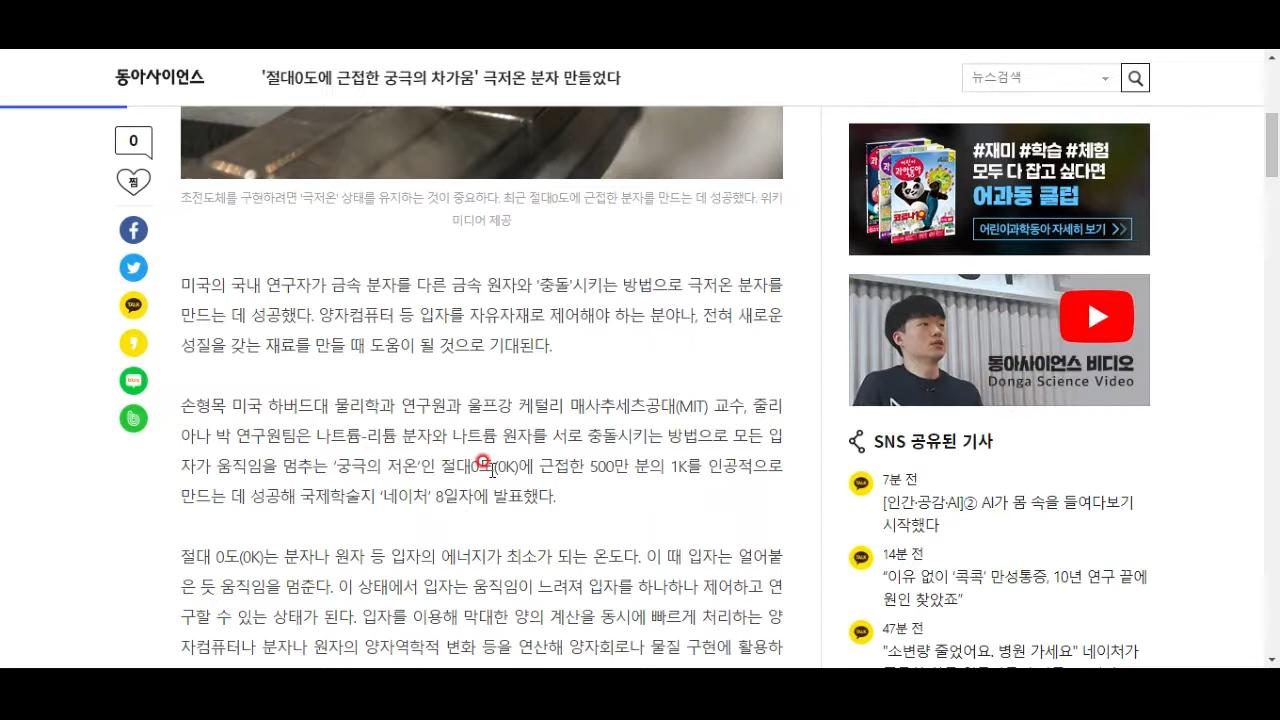 동아사이언스
'절대0도에 근접한 궁극의 차가움' 극저온 분자 만들었다
뉴스검색
0
찜
TALK
blog
조전도체를 구현하려면 '극저온' 상태를 유지하는 것이 중요하다. 최근 절대0도에 근접한 분자를 만드는 데 성공했다. 위키
미디어 제공
미국의 국내 연구자가 금속 분자를 다른 금속 원자와 '충돌'시키는 방법으로 극저온 분자를
만드는 데 성공했다. 양자컴퓨터 등 입자를 자유자재로 제어해야 하는 분야나, 전혀 새로운
성질을 갖는 재료를 만들 때 도움이 될 것으로 기대된다.
손형목 미국 하버드대 물리학과 연구원과 울프강 케털리 매사추세츠공대(MIT) 교수, 줄리
아나 박 연구원팀은 나트륨-리튬 분자와 나트륨 원자를 서로 충돌시키는 방법으로 모든 입
자가 움직임을 멈추는 '궁극의 저온'인 절대0도(0K)에 근접한 500만 분의 1K를 인공적으로
만드는 데 성공해 국제학술지 '네이처' 8일자에 발표했다.
절대 0도(0K)는 분자나 원자 등 입자의 에너지가 최소가 되는 온도다. 이 때 입자는 얼어붙
은 듯 움직임을 멈춘다. 이 상태에서 입자는 움직임이 느려져 입자를 하나하나 제어하고 연
구할 수 있는 상태가 된다. 입자를 이용해 막대한 양의 계산을 동시에 빠르게 처리하는 양
자컴퓨터나 분자나 원자의 양자역학적 변화 등을 연산해 양자회로나 물질 구현에 활용하
#재미 #학습 #체험
모두 다 잡고 싶다면
어과동 클럽
어린이과학동아 자세히 보기
동아사이언스 비디오
Donga Science Video
SNS 공유된 기사
TALK
7분 전
[인간·공감·AI]② AI가 몸 속을 들여다보기
시작했다
TALK
14분 전
“이유 없이 ‘콕콕’ 만성통증, 10년 연구 끝에
원인 찾았죠”
TALK
47분 전
"소변량 줄었어요. 병원 가세요" 네이처가